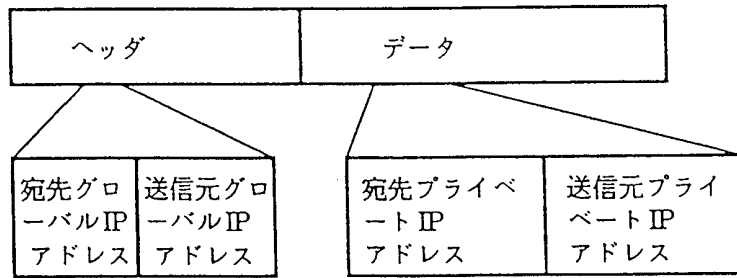 ヘッダ
データ
宛先グロ
ーバルIP
アドレス
送信元グロ
ーバルIP
アドレス
宛先プライベ
ートIP
アドレス
送信元プライ
ベートIP
アドレス